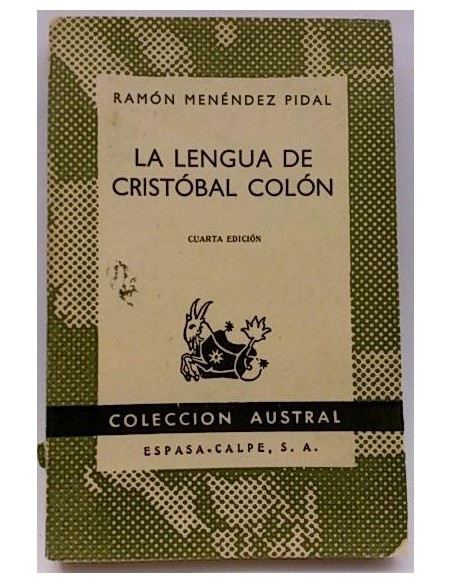 RAMÓN MENÉNDEZ PIDAL
LA LENGUA DE
CRISTÓBAL COLÓN
CUARTA EDICIÓN
COLECCION AUSTRAL
ESPASA-CALPE, S. A.